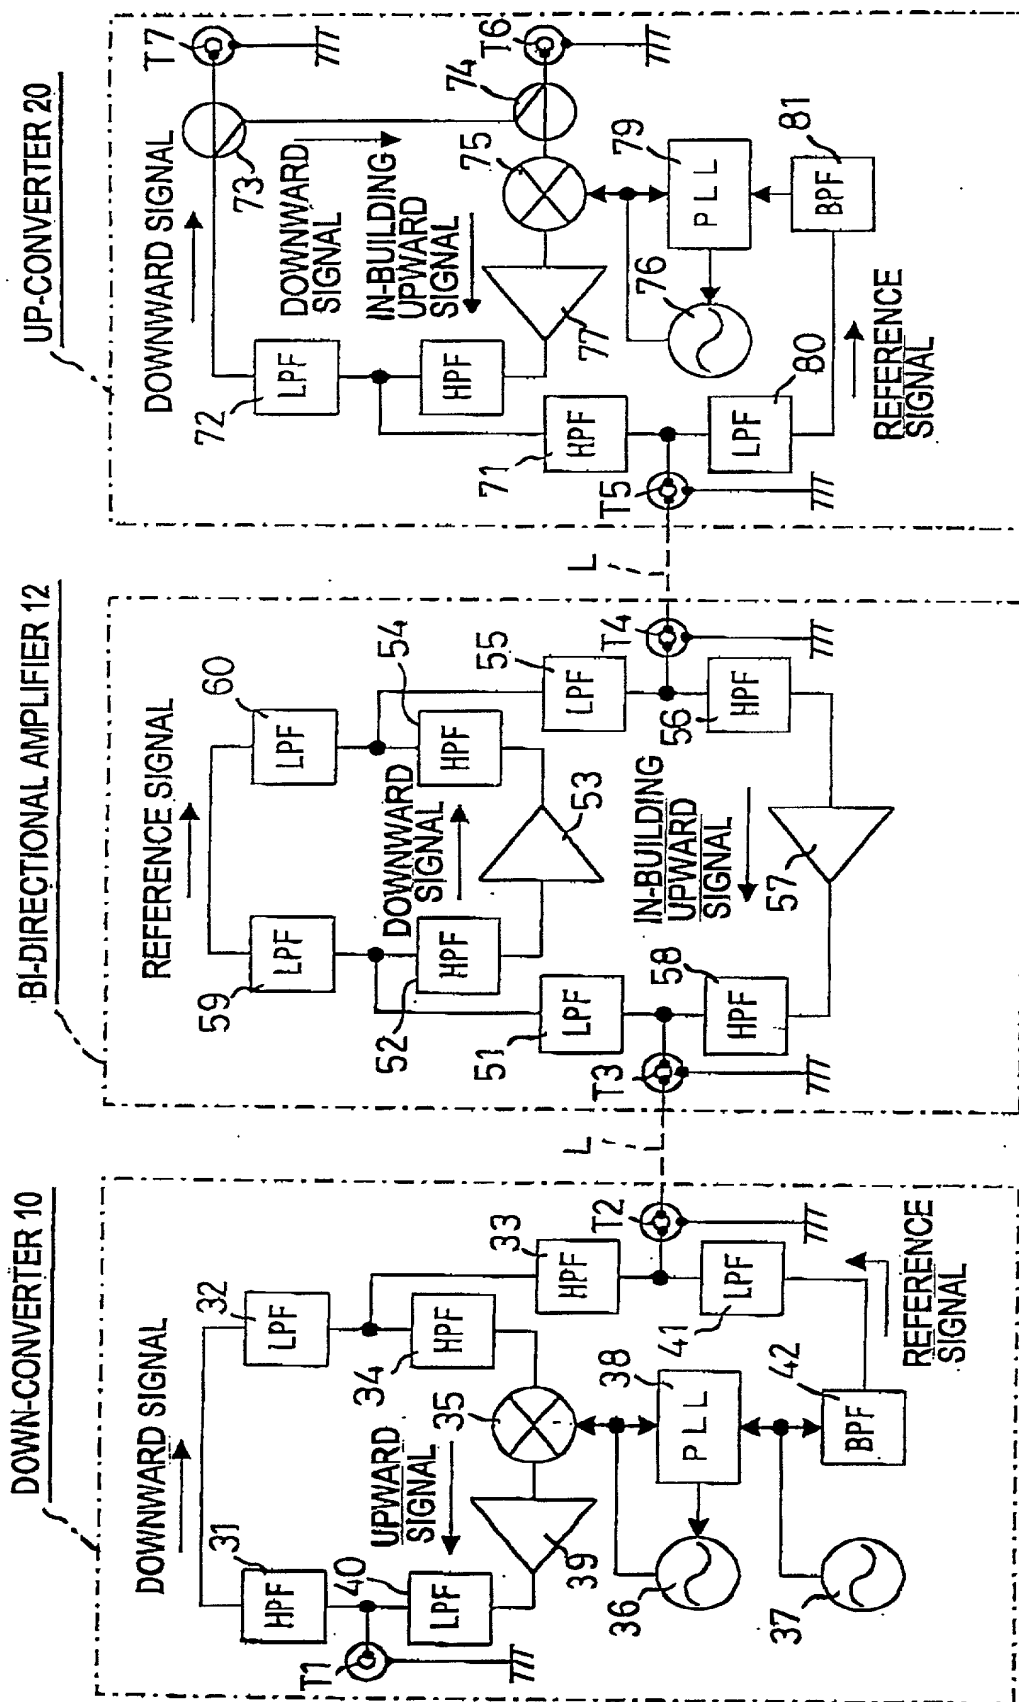 DOWN-CONVERTER 10
DOWNWARD SIGNAL
31
HPF
32
LPF
T1
40
LPF
UPWARD
SIGNAL
34
HPF
33
HPF
35
39
T2
36
38
PLL
41
LPF
37
42
BPF
REFERENCE
SIGNAL
L
BI-DIRECTIONAL AMPLIFIER 12
REFERENCE SIGNAL
59
LPF
60
LPF
52
HPF
DOWNWARD
SIGNAL
54
HPF
53
51
LPF
55
LPF
T3
T4
58
HPF
IN-BUILDING
UPWARD
SIGNAL
56
HPF
57
L
UP-CONVERTER 20
DOWNWARD SIGNAL
T7
72
LPF
73
DOWNWARD
SIGNAL
IN-BUILDING
UPWARD
SIGNAL
HPF
74
T6
75
77
71
HPF
T5
76
79
PLL
LPF
80
81
BPF
REFERENCE
SIGNAL